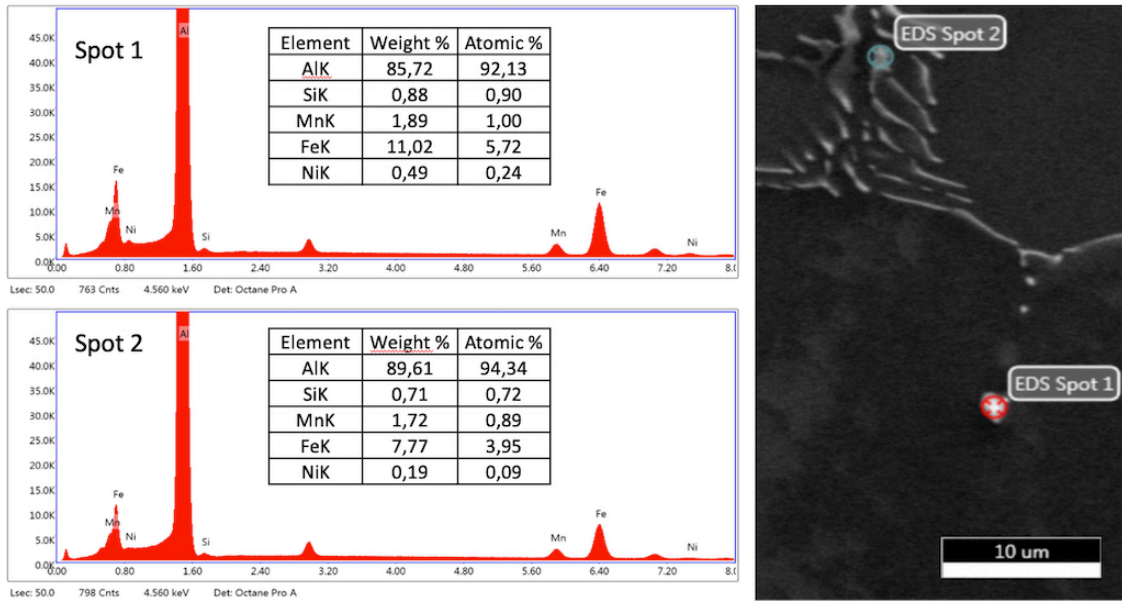 Spot 1
45.0K
40.0K
35.0K
30.0K
25.0K
20.0K
15.0K
10.0K
5.0K
0.0K
Element Weight % Atomic %
AlK 85,72 92,13
SiK 0,88 0,90
MnK 1,89 1,00
FeK 11,02 5,72
NiK 0,49 0,24
Al
Fe
Mn
Ni
Si
Mn
Fe
Ni
0.00 0.80 1.60 2.40 3.20 4.00 4.80 5.60 6.40 7.20 8.0
Lsec: 50.0 763 Cnts 4.560 keV Det: Octane Pro A
Spot 2
45.0K
40.0K
35.0K
30.0K
25.0K
20.0K
15.0K
10.0K
5.0K
0.0K
Element Weight % Atomic %
AlK 89,61 94,34
SiK 0,71 0,72
MnK 1,72 0,89
FeK 7,77 3,95
NiK 0,19 0,09
Al
Fe
Mn
Ni
Si
Mn
Fe
Ni
0.00 0.80 1.60 2.40 3.20 4.00 4.80 5.60 6.40 7.20 8.0
Lsec: 50.0 798 Cnts 4.560 keV Det: Octane Pro A
EDS Spot 2
EDS Spot 1
10 um